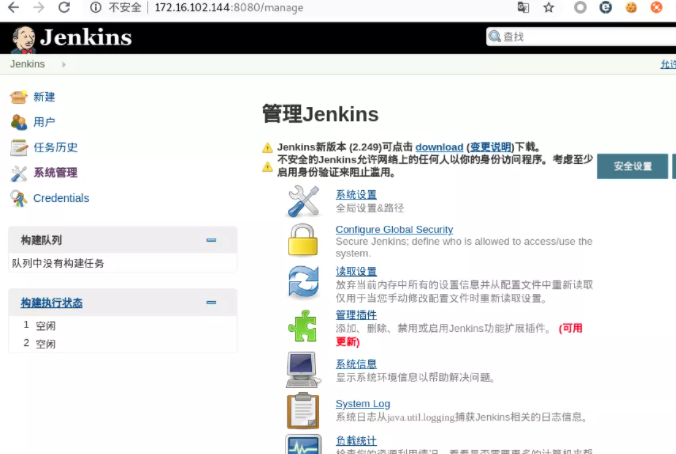 不安全 172.16.102.144:8080/manage
Jenkins
查找
Jenkins
允许
新建
用户
任务历史
系统管理
Credentials
构建队列
队列中没有构建任务
构建执行状态
1 空闲
2 空闲
管理Jenkins
Jenkins新版本 (2.249)可点击 download (变更说明)下载。
不安全的Jenkins允许网络上的任何人以你的身份访问程序。考虑至少
启用身份验证来阻止滥用。
安全设置
系统设置
全局设置&路径
Configure Global Security
Secure Jenkins; define who is allowed to access/use the
system.
读取设置
放弃当前内存中所有的设置信息并从配置文件中重新读取
仅用于当您手动修改配置文件时重新读取设置。
管理插件
添加、删除、禁用或启用Jenkins功能扩展插件。 (可用
更新)
系统信息
显示系统环境信息以帮助解决问题。
System Log
系统日志从java.util.logging捕获Jenkins相关的日志信息。
负载统计